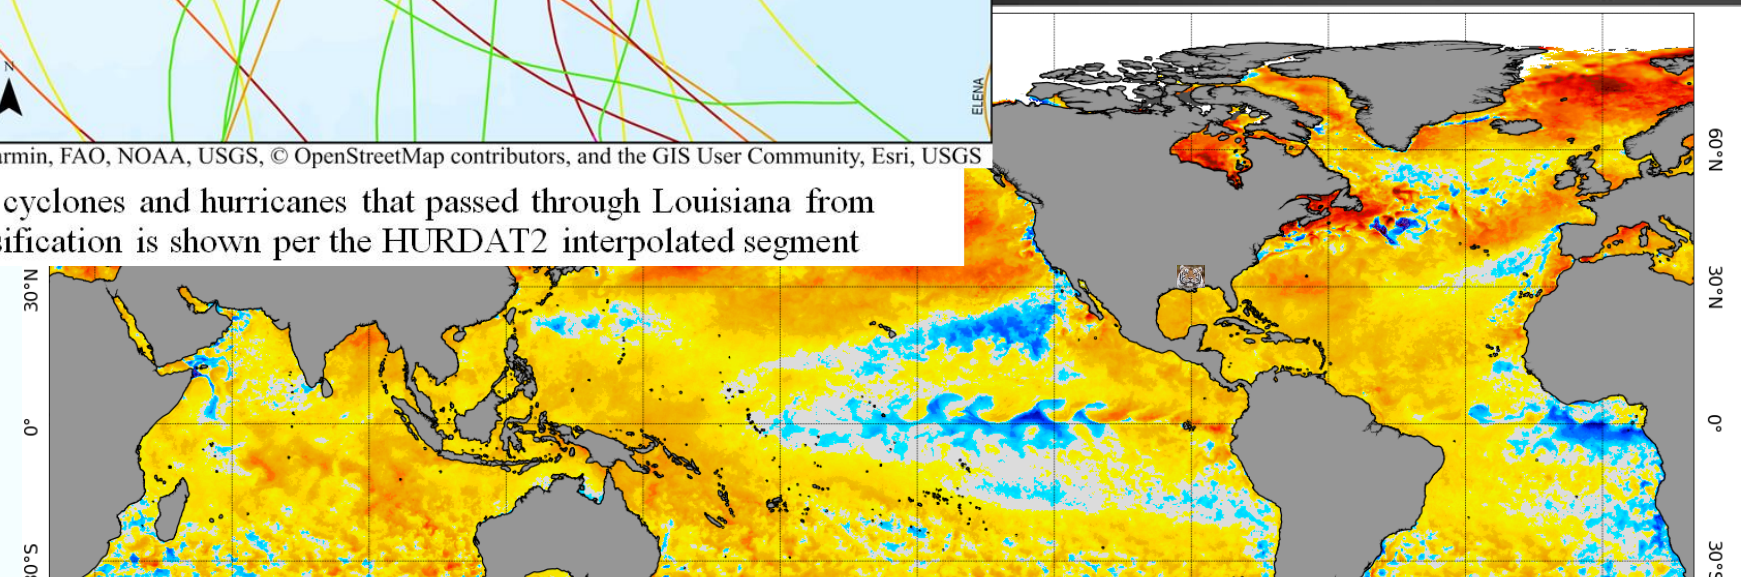 N
ELENA
armin, FAO, NOAA, USGS, © OpenStreetMap contributors, and the GIS User Community, Esri, USGS
cyclones and hurricanes that passed through Louisiana from
sification is shown per the HURDAT2 interpolated segment
60°N
30°N
30°N
0°
0°
0°S
30°S